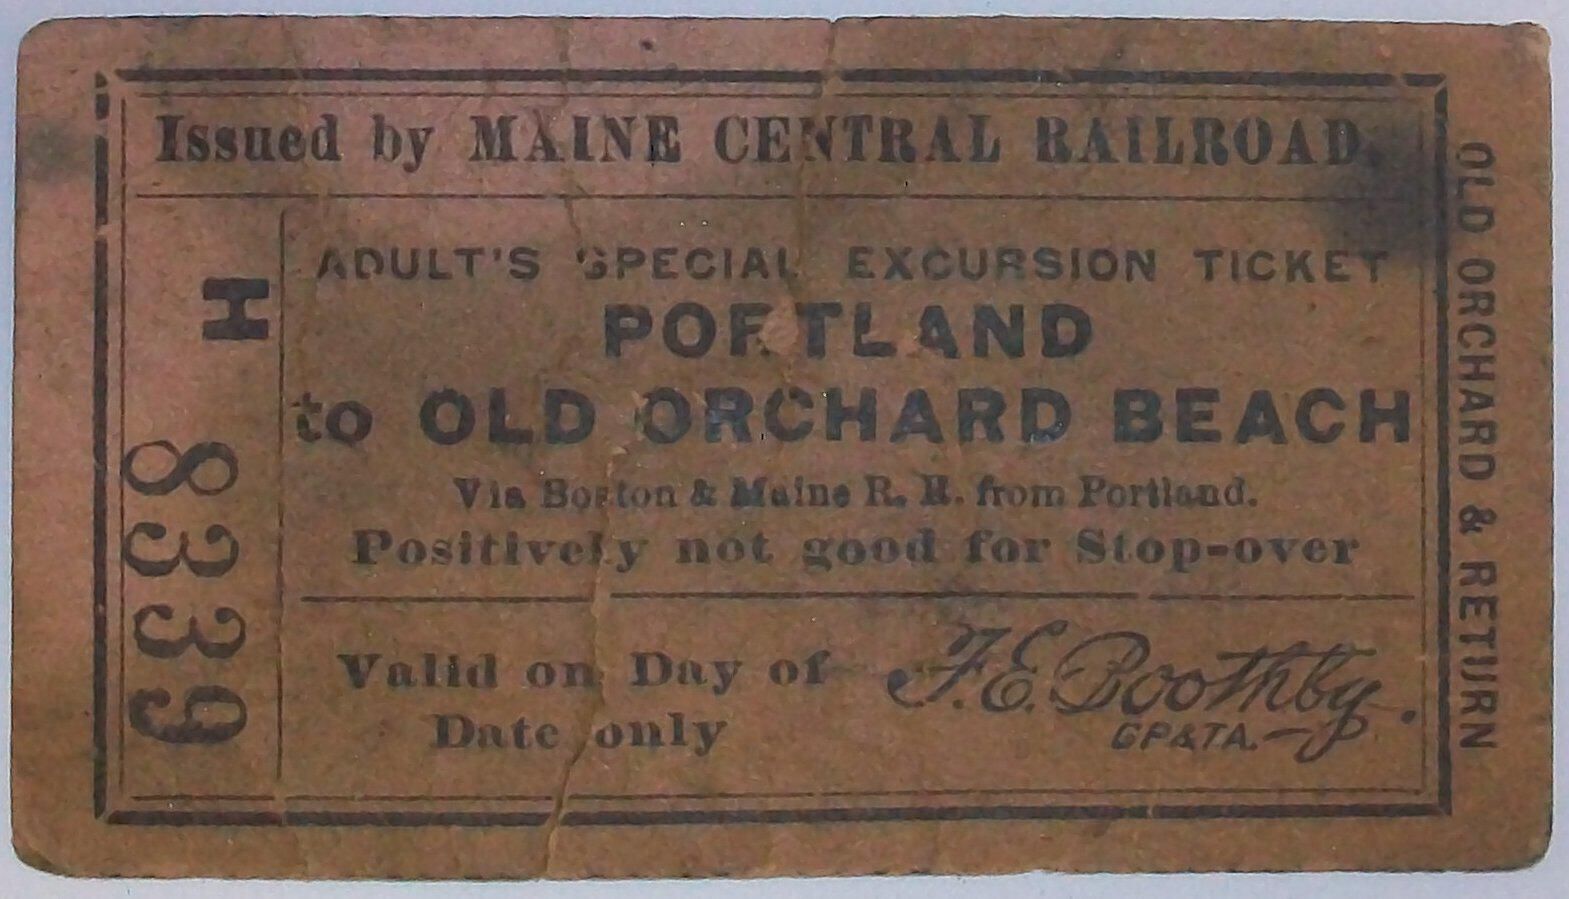 Issued by MAINE CENTRAL RAILROAD.
H
8339
ADULT'S SPECIAL EXCURSION TICKET
PORTLAND
to OLD ORCHARD BEACH
Via Boston & Maine R. R. from Portland.
Positively not good for Stop-over
Valid on Day of
Date only
F. E. Boothby.
GP&TA.
OLD ORCHARD & RETURN